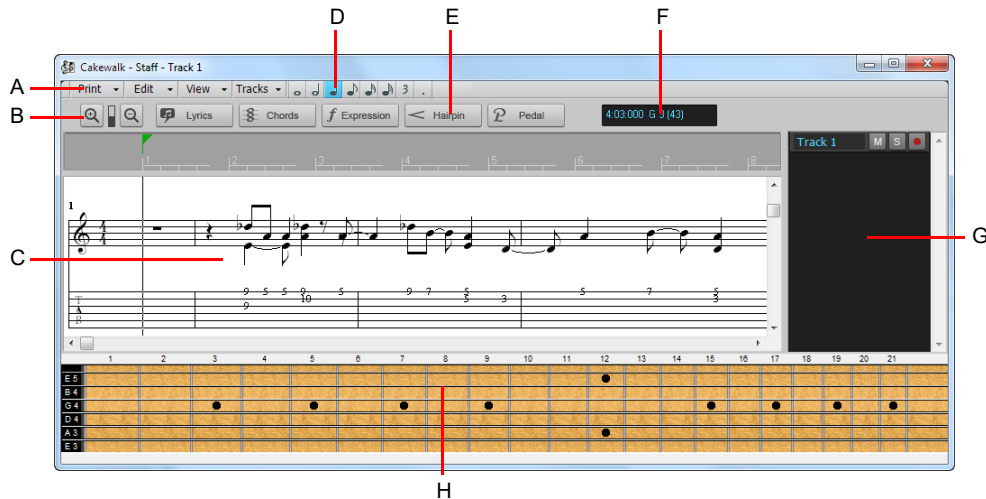 D E F
Cakewalk - Staff - Track 1
A Print Edit View Tracks 3 .
B Lyrics Chords f Expression Hairpin P Pedal 4:03:000 G 3 (43)
Track 1 M S
1 2 3 4 5 6 7 8
1
4
4
G
C
9 5 5 9 5 9 7 5 5 7 5
T 9 10 5 3 3
A
B
1 2 3 4 5 6 7 8 9 10 11 12 13 14 15 16 17 18 19 20 21
E 5
B 4
G 4
D 4
A 3
E 3
H